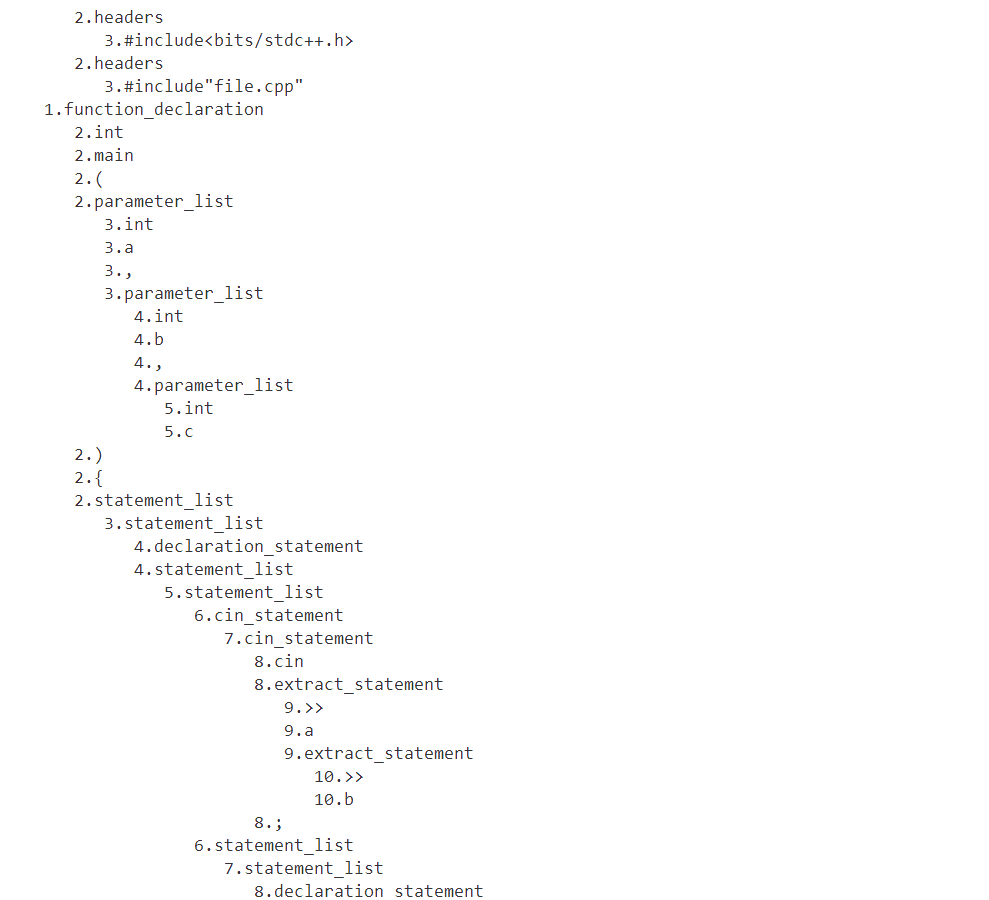 2.headers
3.#include<bits/stdc++.h>
2.headers
3.#include"file.cpp"
1.function_declaration
2.int
2.main
2.(
2.parameter_list
3.int
3.a
3.,
3.parameter_list
4.int
4.b
4.,
4.parameter_list
5.int
5.c
2.)
2.{
2.statement_list
3.statement_list
4.declaration_statement
4.statement_list
5.statement_list
6.cin_statement
7.cin_statement
8.cin
8.extract_statement
9.>>
9.a
9.extract_statement
10.>>
10.b
8.;
6.statement_list
7.statement_list
8.declaration_statement